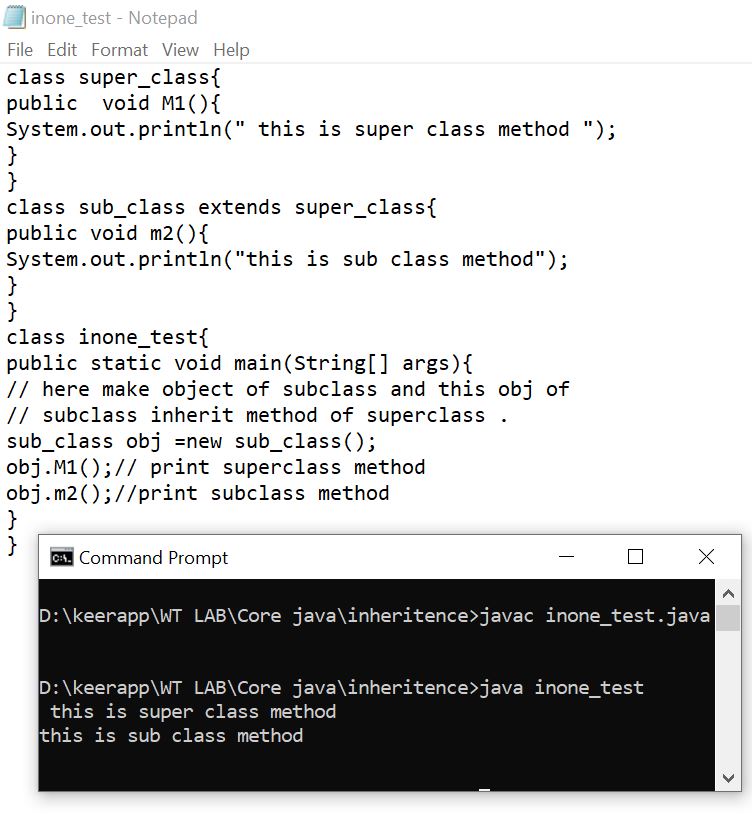 inone_test - Notepad
File Edit Format View Help
class super_class{
public  void M1(){
System.out.println(" this is super class method ");
}
}
class sub_class extends super_class{
public void m2(){
System.out.println("this is sub class method");
}
}
class inone_test{
public static void main(String[] args){
// here make object of subclass and this obj of
// subclass inherit method of superclass .
sub_class obj =new sub_class();
obj.M1();// print superclass method
obj.m2();//print subclass method
}
}
C:\.
Command Prompt
D:\keerapp\WT LAB\Core java\inheritence>javac inone_test.java
D:\keerapp\WT LAB\Core java\inheritence>java inone_test
 this is super class method
this is sub class method